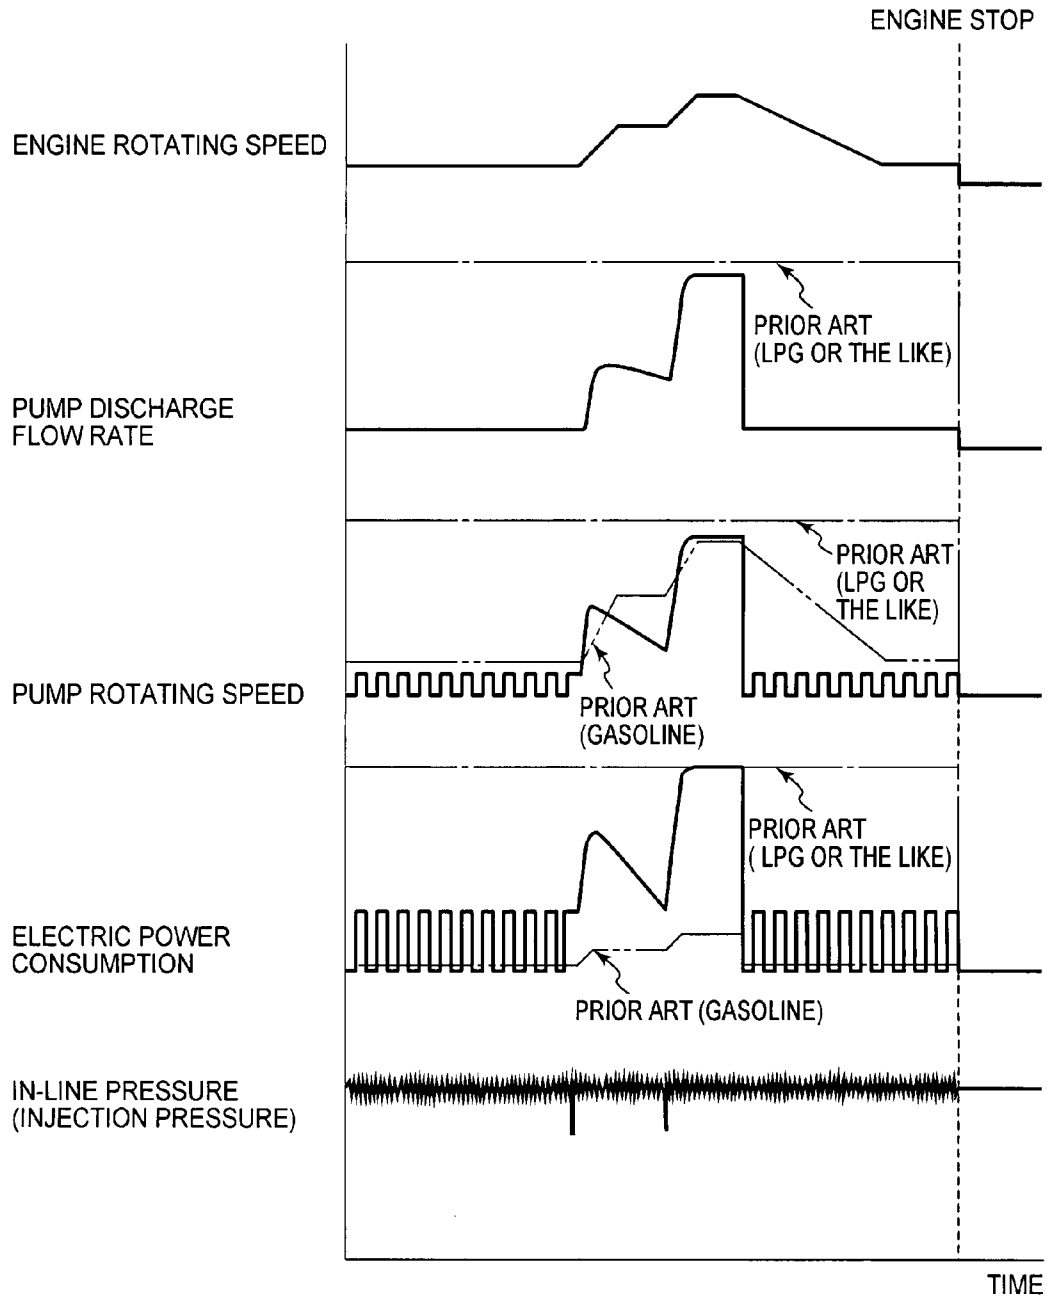 ENGINE STOP
ENGINE ROTATING SPEED
PRIOR ART
(LPG OR THE LIKE)
PUMP DISCHARGE
FLOW RATE
PRIOR ART
(LPG OR
THE LIKE)
PUMP ROTATING SPEED
PRIOR ART
(GASOLINE)
PRIOR ART
( LPG OR THE LIKE)
ELECTRIC POWER
CONSUMPTION
PRIOR ART (GASOLINE)
IN-LINE PRESSURE
(INJECTION PRESSURE)
TIME